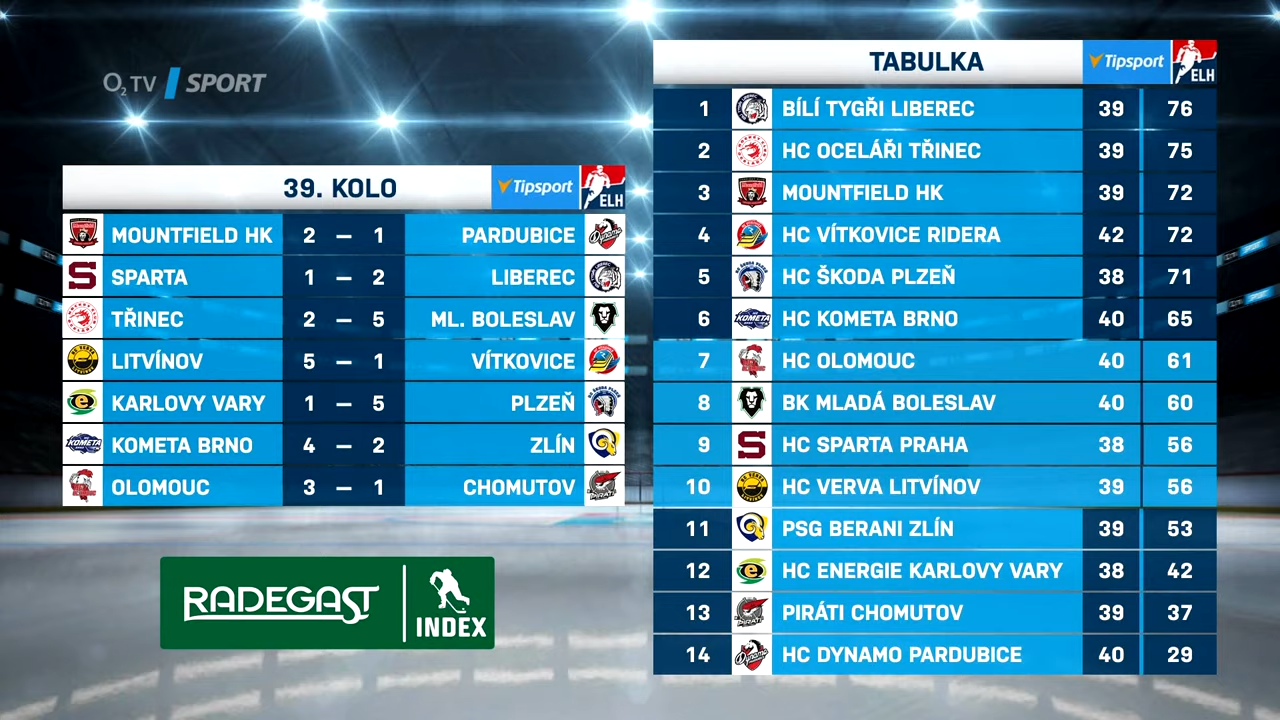 O2 TV SPORT
39. KOLO Tipsport ELH
MOUNTFIELD HK 2 — 1 PARDUBICE
SPARTA 1 — 2 LIBEREC
TŘINEC 2 — 5 ML. BOLESLAV
LITVÍNOV 5 — 1 VÍTKOVICE
KARLOVY VARY 1 — 5 PLZEŇ
KOMETA BRNO 4 — 2 ZLÍN
OLOMOUC 3 — 1 CHOMUTOV
RADEGAST INDEX
TABULKA Tipsport ELH
1 BÍLÍ TYGŘI LIBEREC 39 76
2 HC OCELÁŘI TŘINEC 39 75
3 MOUNTFIELD HK 39 72
4 HC VÍTKOVICE RIDERA 42 72
5 HC ŠKODA PLZEŇ 38 71
6 HC KOMETA BRNO 40 65
7 HC OLOMOUC 40 61
8 BK MLADÁ BOLESLAV 40 60
9 HC SPARTA PRAHA 38 56
10 HC VERVA LITVÍNOV 39 56
11 PSG BERANI ZLÍN 39 53
12 HC ENERGIE KARLOVY VARY 38 42
13 PIRÁTI CHOMUTOV 39 37
14 HC DYNAMO PARDUBICE 40 29